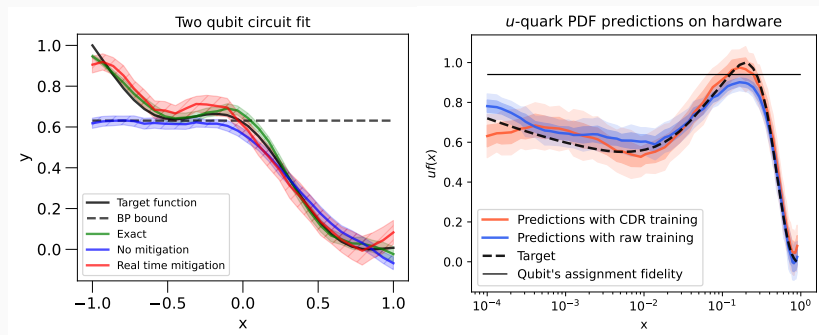 Two qubit circuit fit
1.0
0.8
0.6
0.4
0.2
0.0
y
Target function
BP bound
Exact
No mitigation
Real time mitigation
−1.0 −0.5 0.0 0.5 1.0
x
u-quark PDF predictions on hardware
1.0
0.8
0.6
0.4
0.2
0.0
uf(x)
Predictions with CDR training
Predictions with raw training
Target
Qubit's assignment fidelity
10⁻⁴ 10⁻³ 10⁻² 10⁻¹ 10⁰
x